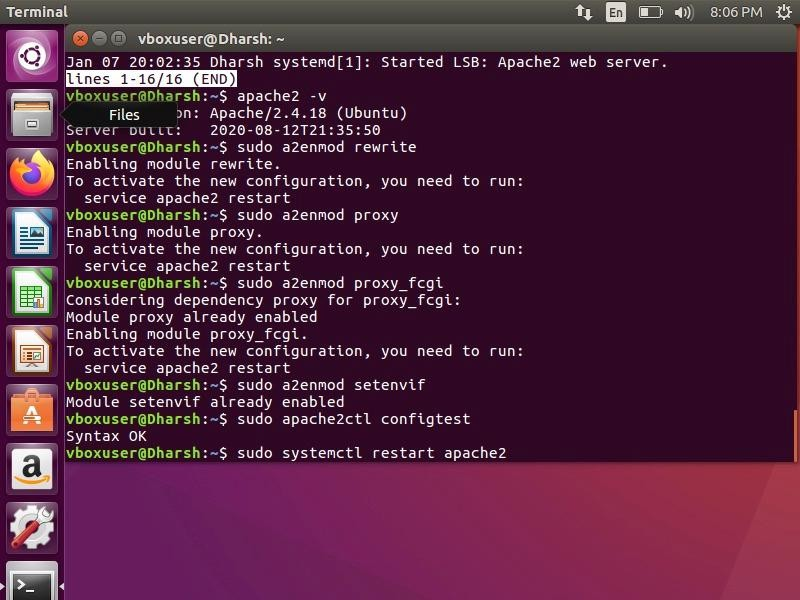 Terminal
En
8:06 PM
vboxuser@Dharsh: ~
Jan 07 20:02:35 Dharsh systemd[1]: Started LSB: Apache2 web server.
lines 1-16/16 (END)
vboxuser@Dharsh:~$ apache2 -v
Files
on: Apache/2.4.18 (Ubuntu)
Server built:   2020-08-12T21:35:50
vboxuser@Dharsh:~$ sudo a2enmod rewrite
Enabling module rewrite.
To activate the new configuration, you need to run:
  service apache2 restart
vboxuser@Dharsh:~$ sudo a2enmod proxy
Enabling module proxy.
To activate the new configuration, you need to run:
  service apache2 restart
vboxuser@Dharsh:~$ sudo a2enmod proxy_fcgi
Considering dependency proxy for proxy_fcgi:
Module proxy already enabled
Enabling module proxy_fcgi.
To activate the new configuration, you need to run:
  service apache2 restart
vboxuser@Dharsh:~$ sudo a2enmod setenvif
Module setenvif already enabled
vboxuser@Dharsh:~$ sudo apache2ctl configtest
Syntax OK
vboxuser@Dharsh:~$ sudo systemctl restart apache2